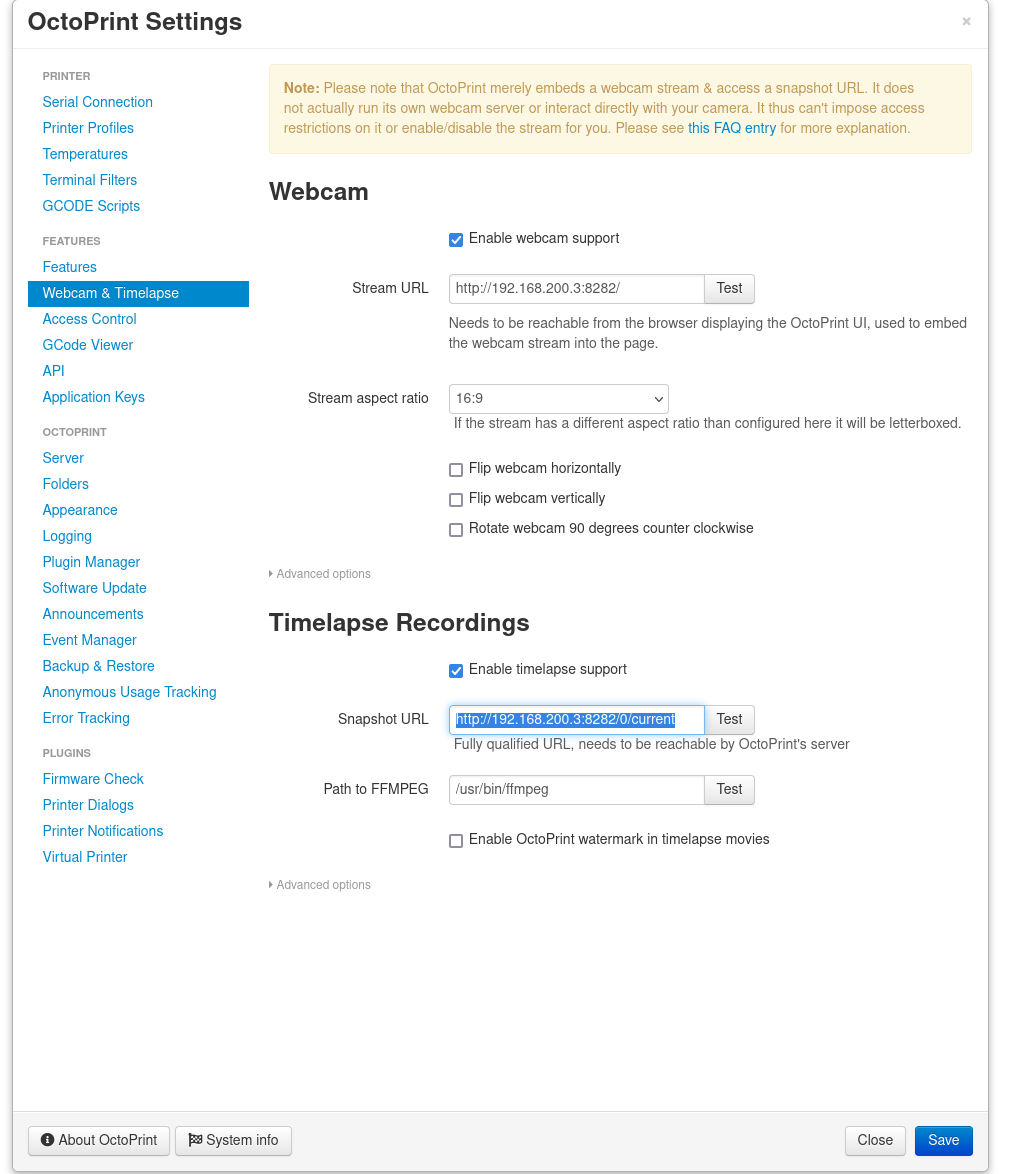 OctoPrint Settings
×
PRINTER
Serial Connection
Printer Profiles
Temperatures
Terminal Filters
GCODE Scripts
FEATURES
Features
Webcam & Timelapse
Access Control
GCode Viewer
API
Application Keys
OCTOPRINT
Server
Folders
Appearance
Logging
Plugin Manager
Software Update
Announcements
Event Manager
Backup & Restore
Anonymous Usage Tracking
Error Tracking
PLUGINS
Firmware Check
Printer Dialogs
Printer Notifications
Virtual Printer
Note: Please note that OctoPrint merely embeds a webcam stream & access a snapshot URL. It does
not actually run its own webcam server or interact directly with your camera. It thus can't impose access
restrictions on it or enable/disable the stream for you. Please see this FAQ entry for more explanation.
Webcam
Enable webcam support
Stream URL http://192.168.200.3:8282/ Test
Needs to be reachable from the browser displaying the OctoPrint UI, used to embed
the webcam stream into the page.
Stream aspect ratio 16:9
If the stream has a different aspect ratio than configured here it will be letterboxed.
Flip webcam horizontally
Flip webcam vertically
Rotate webcam 90 degrees counter clockwise
Advanced options
Timelapse Recordings
Enable timelapse support
Snapshot URL http://192.168.200.3:8282/0/current Test
Fully qualified URL, needs to be reachable by OctoPrint's server
Path to FFMPEG /usr/bin/ffmpeg Test
Enable OctoPrint watermark in timelapse movies
Advanced options
About OctoPrint System info Close Save